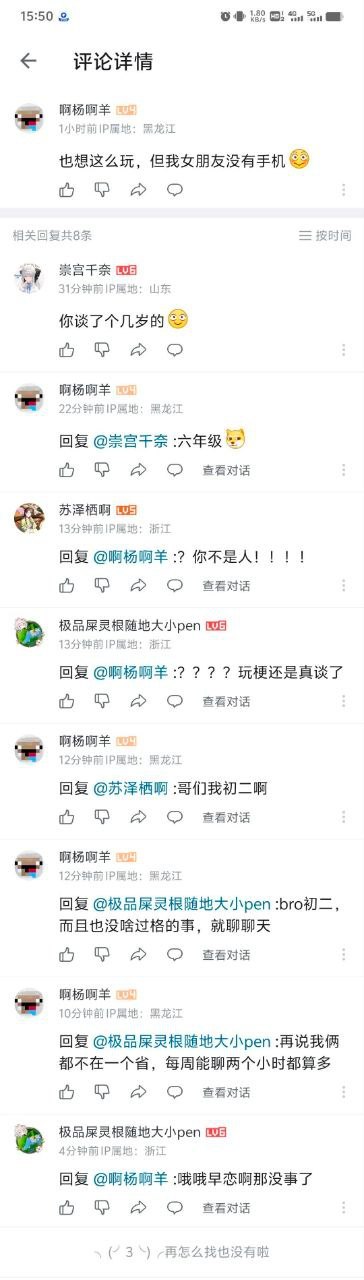 15:50
1.80
KB/s
HD
4G
5G
评论详情
啊杨啊羊 LV4
1小时前IP属地：黑龙江
也想这么玩，但我女朋友没有手机
相关回复共8条
按时间
崇宫千奈 LV6
31分钟前IP属地：山东
你谈了个几岁的
啊杨啊羊 LV4
22分钟前IP属地：黑龙江
回复 @崇宫千奈 :六年级
查看对话
苏泽栖啊 LV5
13分钟前IP属地：浙江
回复 @啊杨啊羊 :？你不是人！！！！
查看对话
极品屎灵根随地大小pen LV6
13分钟前IP属地：浙江
回复 @啊杨啊羊 :？？？？玩梗还是真谈了
查看对话
啊杨啊羊 LV4
12分钟前IP属地：黑龙江
回复 @苏泽栖啊 :哥们我初二啊
查看对话
啊杨啊羊 LV4
12分钟前IP属地：黑龙江
回复 @极品屎灵根随地大小pen :bro初二，
而且也没啥过格的事，就聊聊天
查看对话
啊杨啊羊 LV4
10分钟前IP属地：黑龙江
回复 @极品屎灵根随地大小pen :再说我俩
都不在一个省，每周能聊两个小时都算多
查看对话
极品屎灵根随地大小pen LV6
4分钟前IP属地：浙江
回复 @啊杨啊羊 :哦哦早恋啊那没事了
查看对话
╮(╯3╰)╭再怎么找也没有啦